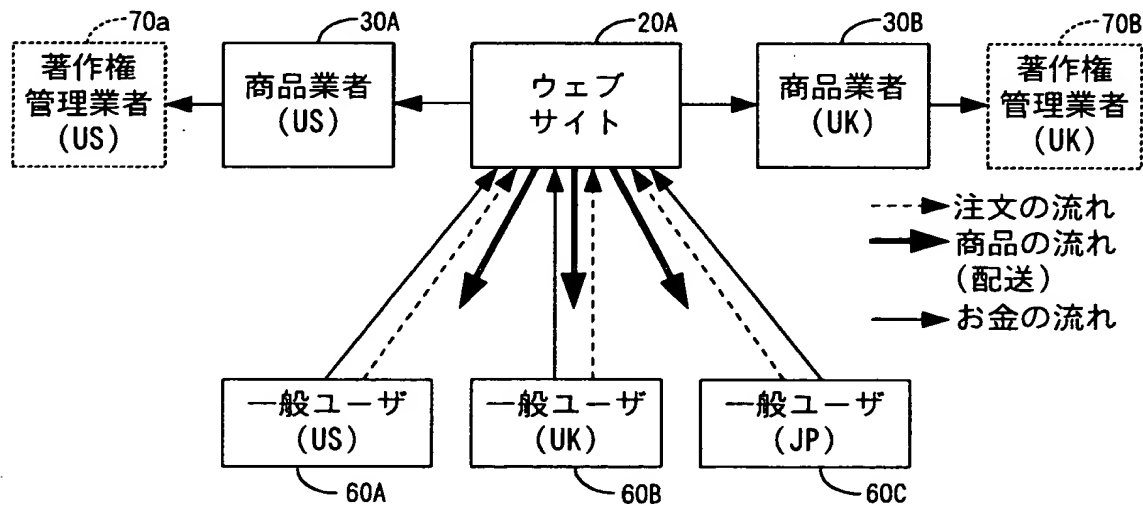 70a
30A
20A
30B
70B
著作権
管理業者
(US)
商品業者
(US)
ウェブ
サイト
商品業者
(UK)
著作権
管理業者
(UK)
注文の流れ
商品の流れ
(配送)
お金の流れ
一般ユーザ
(US)
一般ユーザ
(UK)
一般ユーザ
(JP)
60A
60B
60C